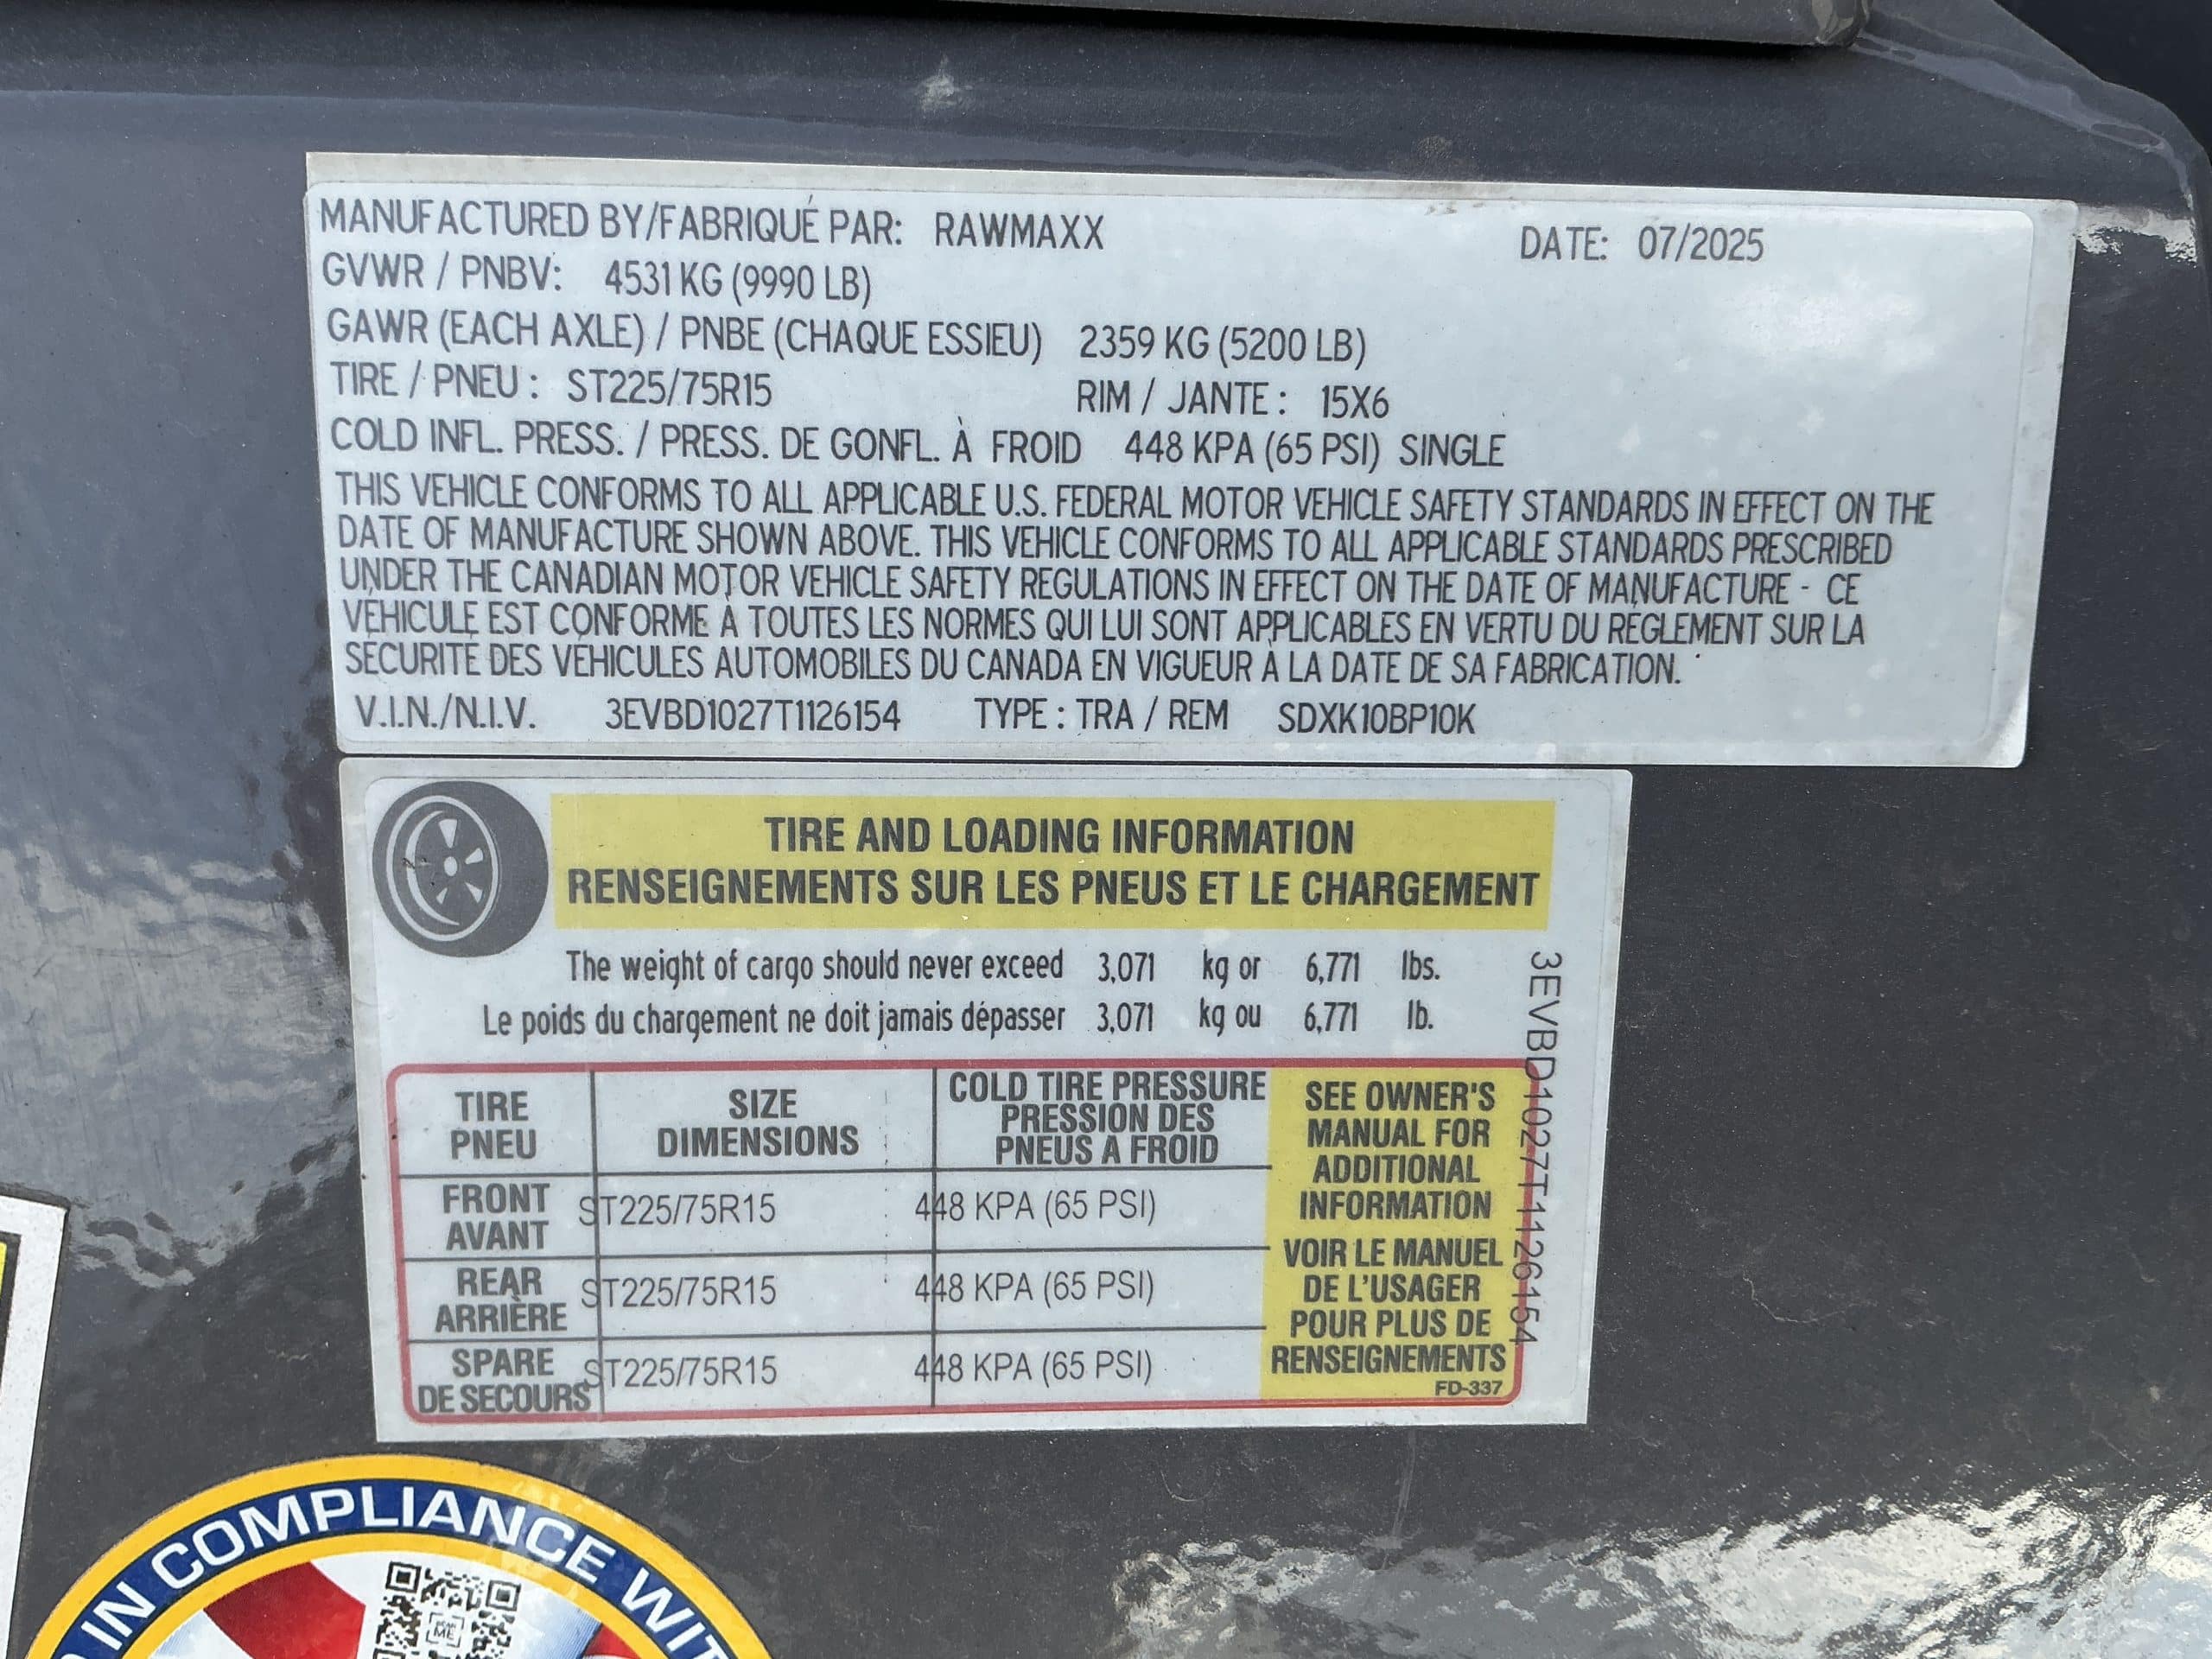 MANUFACTURED BY/FABRIQUÉ PAR: RAWMAXX DATE: 07/2025
GVWR / PNBV: 4531 KG (9990 LB)
GAWR (EACH AXLE) / PNBE (CHAQUE ESSIEU) 2359 KG (5200 LB)
TIRE / PNEU : ST225/75R15 RIM / JANTE : 15X6
COLD INFL. PRESS. / PRESS. DE GONFL. À FROID 448 KPA (65 PSI) SINGLE
THIS VEHICLE CONFORMS TO ALL APPLICABLE U.S. FEDERAL MOTOR VEHICLE SAFETY STANDARDS IN EFFECT ON THE
DATE OF MANUFACTURE SHOWN ABOVE. THIS VEHICLE CONFORMS TO ALL APPLICABLE STANDARDS PRESCRIBED
UNDER THE CANADIAN MOTOR VEHICLE SAFETY REGULATIONS IN EFFECT ON THE DATE OF MANUFACTURE - CE
VÉHICULE EST CONFORME À TOUTES LES NORMES QUI LUI SONT APPLICABLES EN VERTU DU RÈGLEMENT SUR LA
SÉCURITÉ DES VÉHICULES AUTOMOBILES DU CANADA EN VIGUEUR À LA DATE DE SA FABRICATION.
V.I.N./N.I.V. 3EVBD1027T1126154 TYPE : TRA / REM SDXK10BP10K
TIRE AND LOADING INFORMATION
RENSEIGNEMENTS SUR LES PNEUS ET LE CHARGEMENT
The weight of cargo should never exceed 3,071 kg or 6,771 lbs.
Le poids du chargement ne doit jamais dépasser 3,071 kg ou 6,771 lb.
3EVBD1027T1126154
TIRE
PNEU
SIZE
DIMENSIONS
COLD TIRE PRESSURE
PRESSION DES
PNEUS A FROID
FRONT
AVANT
ST225/75R15 448 KPA (65 PSI)
REAR
ARRIÈRE
ST225/75R15 448 KPA (65 PSI)
SPARE
DE SECOURS
ST225/75R15 448 KPA (65 PSI)
SEE OWNER'S
MANUAL FOR
ADDITIONAL
INFORMATION
VOIR LE MANUEL
DE L'USAGER
POUR PLUS DE
RENSEIGNEMENTS
FD-337
IN COMPLIANCE WIT
ME